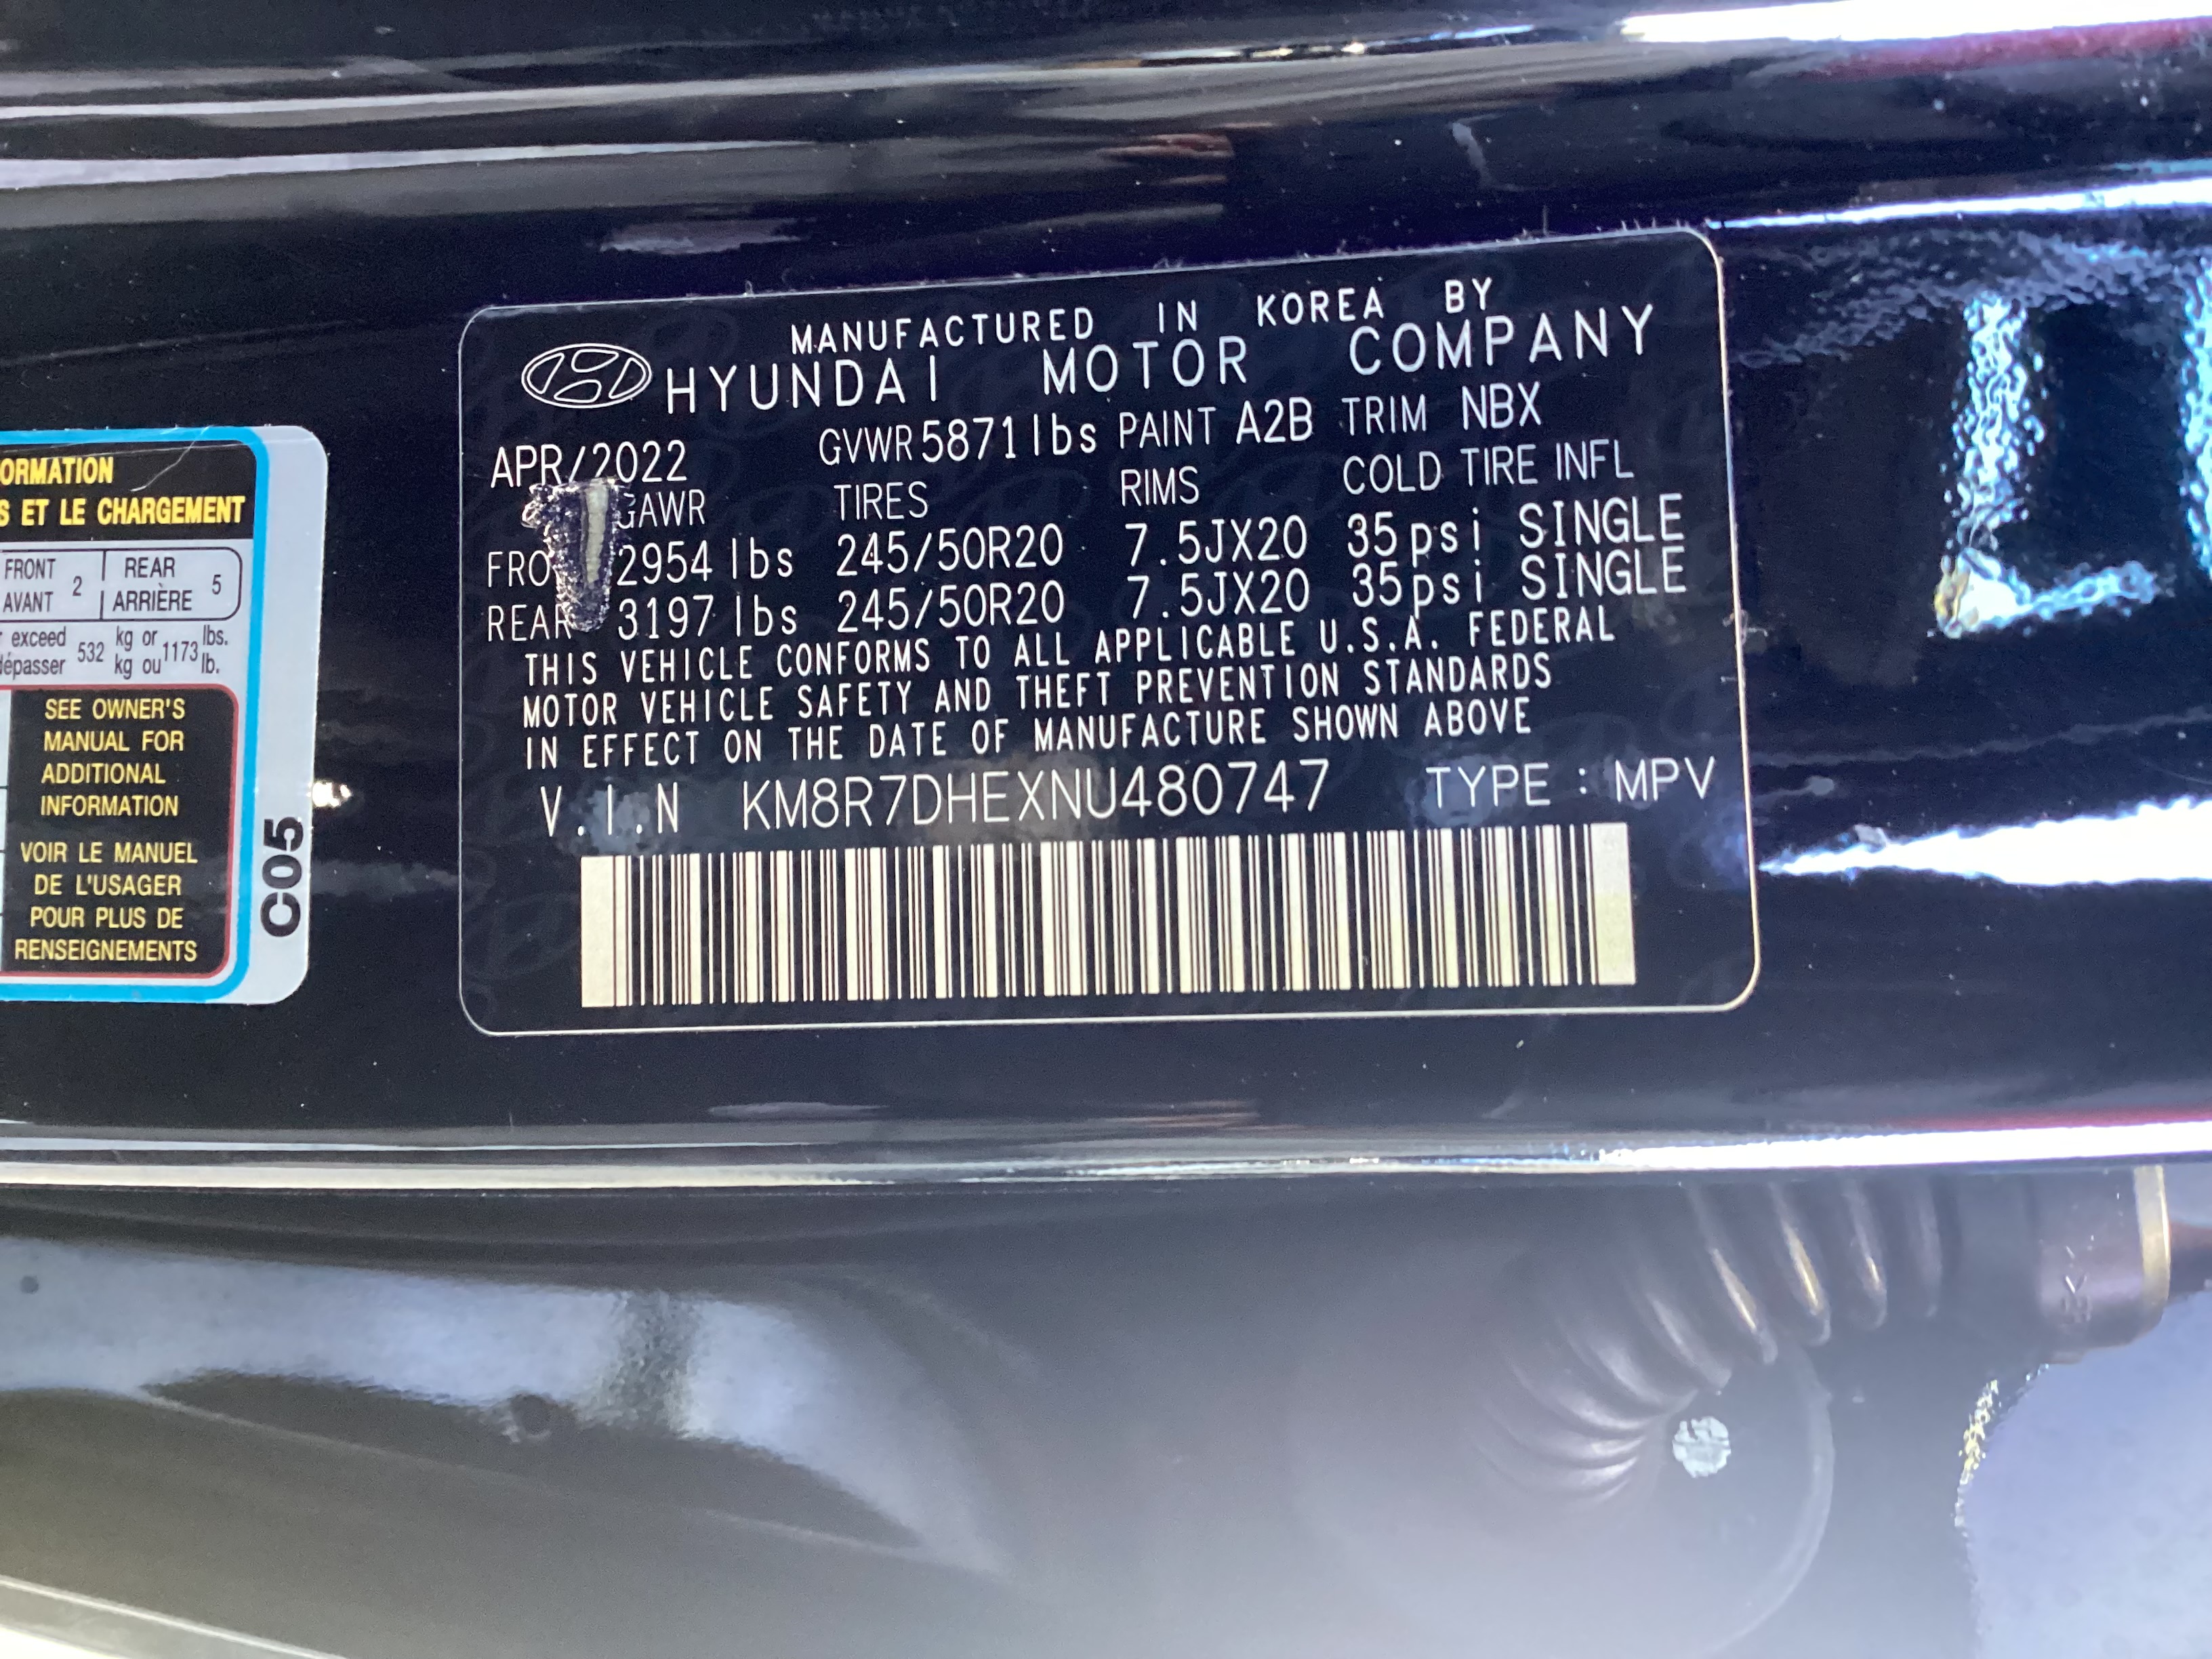 ORMATION
S ET LE CHARGEMENT
FRONT 2 REAR 5
AVANT ARRIÈRE
exceed 532 kg or 1173 lbs.
dépasser kg ou lb.
SEE OWNER'S
MANUAL FOR
ADDITIONAL
INFORMATION
VOIR LE MANUEL
DE L'USAGER
POUR PLUS DE
RENSEIGNEMENTS
C05
MANUFACTURED IN KOREA BY
HYUNDAI MOTOR COMPANY
APR/2022 GVWR 5871lbs PAINT A2B TRIM NBX
GAWR TIRES RIMS COLD TIRE INFL
FRO 2954 lbs 245/50R20 7.5JX20 35psi SINGLE
REAR 3197 lbs 245/50R20 7.5JX20 35psi SINGLE
THIS VEHICLE CONFORMS TO ALL APPLICABLE U.S.A. FEDERAL
MOTOR VEHICLE SAFETY AND THEFT PREVENTION STANDARDS
IN EFFECT ON THE DATE OF MANUFACTURE SHOWN ABOVE
V.I.N KM8R7DHEXNU480747 TYPE : MPV